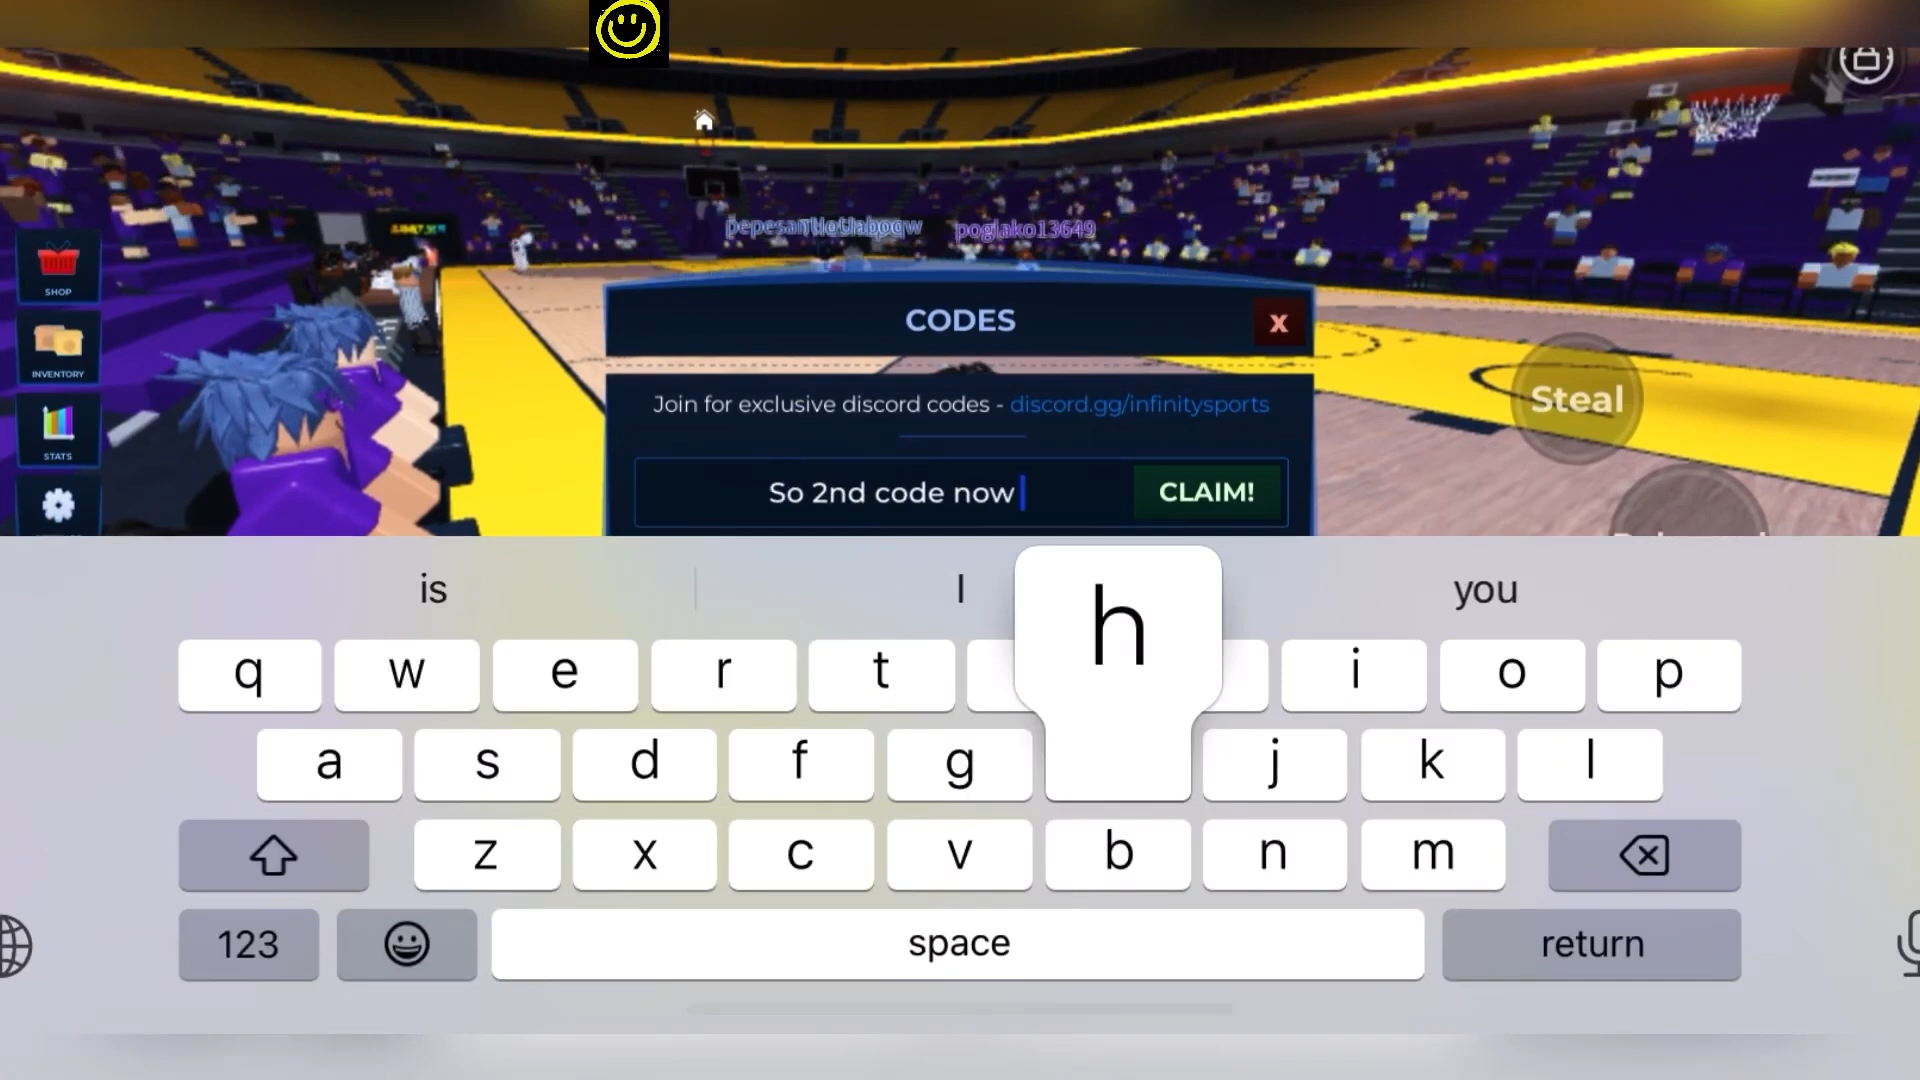 poglako13649
SHOP
CODES
X
INVENTORY
Join for exclusive discord codes - discord.gg/infinitysports
Steal
STATS
So 2nd code now
CLAIM!
is
I
you
h
q
w
e
r
t
i
o
p
a
s
d
f
g
j
k
l
z
x
c
v
b
n
m
123
space
return